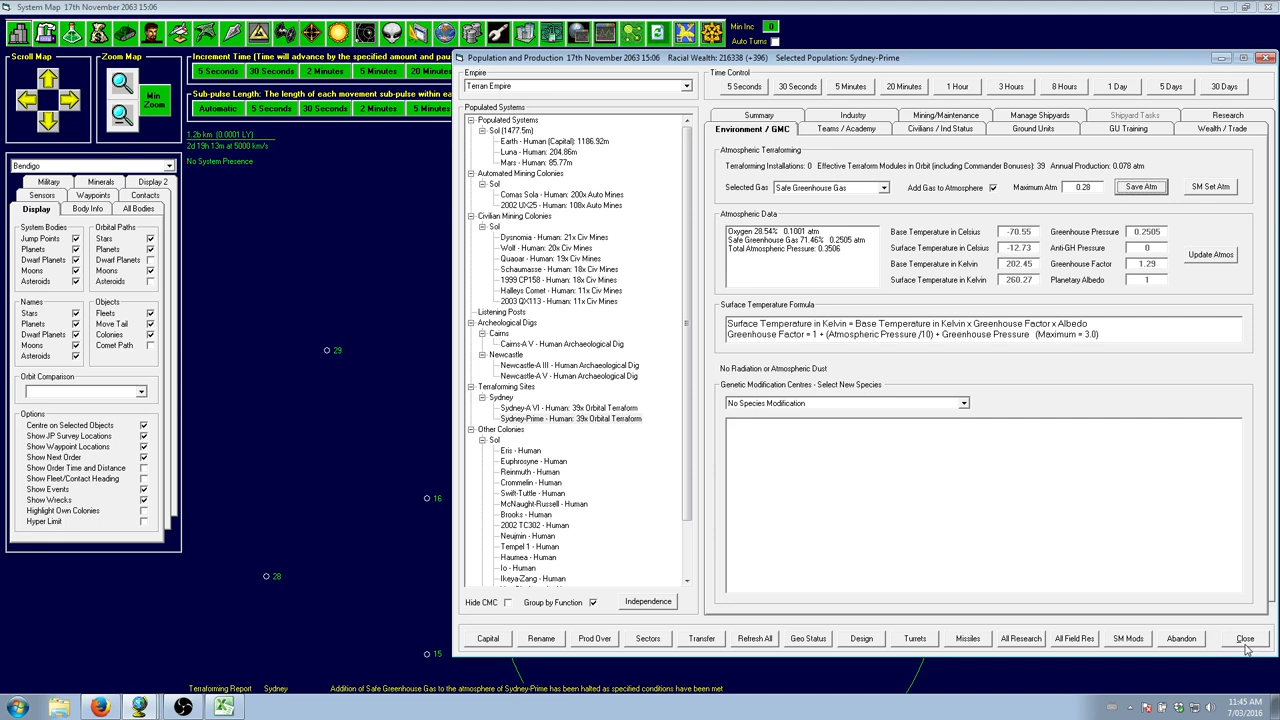 System Map 17th November 2063 15:06
Min Inc 0
Auto Turns
Scroll Map
Zoom Map
Min Zoom
Increment Time (Time will advance by the specified amount and pau
5 Seconds 30 Seconds 2 Minutes 5 Minutes 20 Minutes
Sub-pulse Length: The length of each movement sub-pulse within ea
Automatic 5 Seconds 30 Seconds 2 Minutes 5 Minutes
1.2b km (0.0001 LY)
2d 19h 13m at 5000 km/s
No System Presence
Bendigo
Military Minerals Display 2
Sensors Waypoints Contacts
Display Body Info All Bodies
System Bodies
Jump Points
Planets
Dwarf Planets
Moons
Asteroids
Orbital Paths
Stars
Planets
Dwarf Planets
Moons
Asteroids
Names
Stars
Planets
Dwarf Planets
Moons
Asteroids
Objects
Fleets
Move Tail
Colonies
Comet Path
Orbit Comparison
Options
Centre on Selected Objects
Show JP Survey Locations
Show Waypoint Locations
Show Next Order
Show Order Time and Distance
Show Fleet/Contact Heading
Show Events
Show Wrecks
Highlight Own Colonies
Hyper Limit
29
16
28
15
Population and Production 17th November 2063 15:06 Racial Wealth: 216338 (+396) Selected Population: Sydney-Prime
Empire
Terran Empire
Populated Systems
Populated Systems
Sol (1477.5m)
Earth - Human (Capital): 1186.92m
Luna - Human: 204.86m
Mars - Human: 85.77m
Automated Mining Colonies
Sol
Comas Sola - Human: 200x Auto Mines
2002 UX25 - Human: 108x Auto Mines
Civilian Mining Colonies
Sol
Dysnomia - Human: 21x Civ Mines
Wolf - Human: 20x Civ Mines
Quaoar - Human: 19x Civ Mines
Schaumasse - Human: 18x Civ Mines
1999 CP158 - Human: 18x Civ Mines
Halleys Comet - Human: 11x Civ Mines
2003 QX113 - Human: 11x Civ Mines
Listening Posts
Archeological Digs
Cairns
Cairns-A V - Human Archaeological Dig
Newcastle
Newcastle-A III - Human Archaeological Dig
Newcastle-A V - Human Archaeological Dig
Terraforming Sites
Sydney
Sydney-A VI - Human: 39x Orbital Terraform
Sydney-Prime - Human: 39x Orbital Terraform
Other Colonies
Sol
Eris - Human
Euphrosyne - Human
Reinmuth - Human
Crommelin - Human
Swift-Tuttle - Human
McNaught-Russell - Human
Brooks - Human
2002 TC302 - Human
Neujmin - Human
Tempel 1 - Human
Haumea - Human
Io - Human
Ikeya-Zang - Human
Hide CMC
Group by Function
Independence
Time Control
5 Seconds 30 Seconds 5 Minutes 20 Minutes 1 Hour 3 Hours 8 Hours 1 Day 5 Days 30 Days
Summary Industry Mining/Maintenance Manage Shipyards Shipyard Tasks Research
Environment / GMC Teams / Academy Civilians / Ind Status Ground Units GU Training Wealth / Trade
Atmospheric Terraforming
Terraforming Installations: 0 Effective Terraform Modules in Orbit (including Commander Bonuses): 39 Annual Production: 0.078 atm
Selected Gas Safe Greenhouse Gas Add Gas to Atmosphere Maximum Atm 0.28 Save Atm SM Set Atm
Atmospheric Data
Oxygen 28.54% 0.1001 atm
Safe Greenhouse Gas 71.46% 0.2505 atm
Total Atmospheric Pressure: 0.3506
Base Temperature in Celsius -70.55 Greenhouse Pressure 0.2505
Surface Temperature in Celsius -12.73 Anti-GH Pressure 0
Base Temperature in Kelvin 202.45 Greenhouse Factor 1.29
Surface Temperature in Kelvin 260.27 Planetary Albedo 1
Update Atmos
Surface Temperature Formula
Surface Temperature in Kelvin = Base Temperature in Kelvin x Greenhouse Factor x Albedo
Greenhouse Factor = 1 + (Atmospheric Pressure /10) + Greenhouse Pressure (Maximum = 3.0)
No Radiation or Atmospheric Dust
Genetic Modification Centres - Select New Species
No Species Modification
Capital Rename Prod Over Sectors Transfer Refresh All Geo Status Design Turrets Missiles All Research All Field Res SM Mods Abandon Close
Terraforming Report Sydney Addition of Safe Greenhouse Gas to the atmosphere of Sydney-Prime has been halted as specified conditions have been met
11:45 AM
7/03/2016